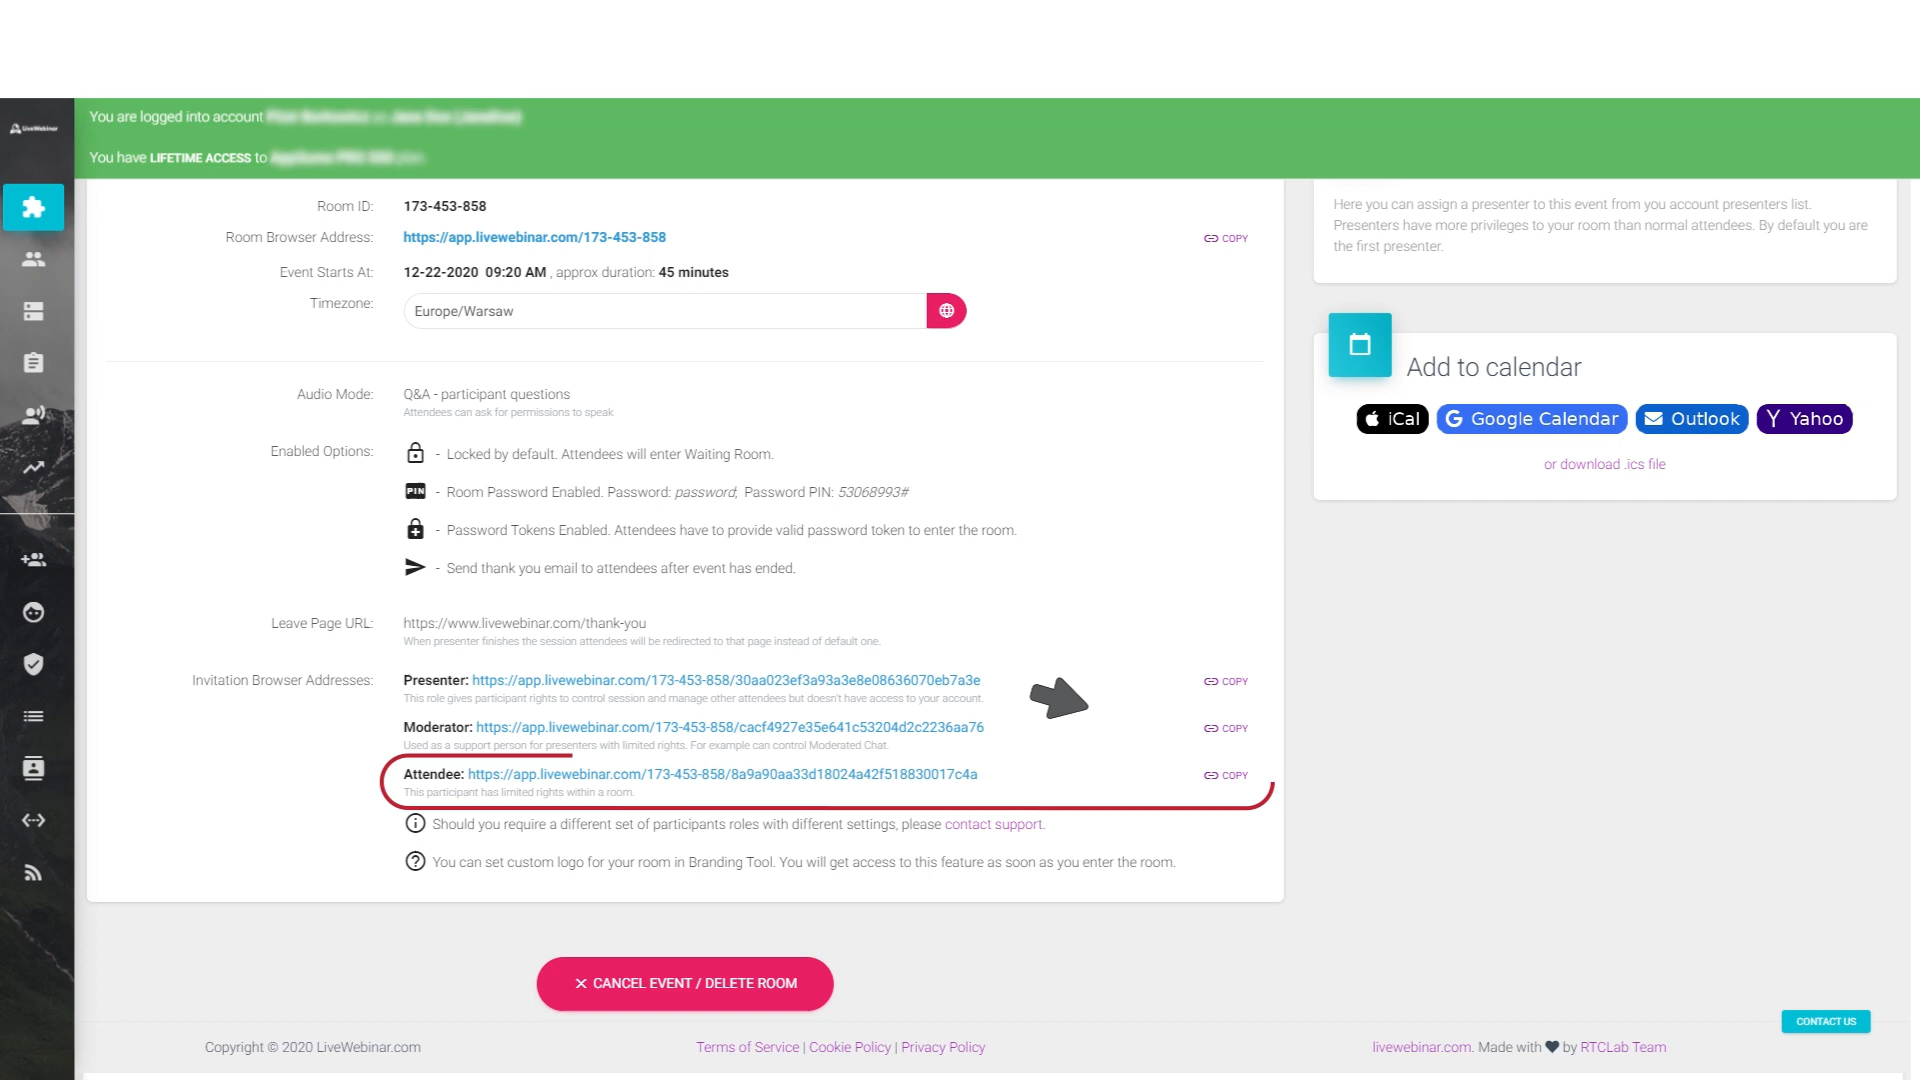 LiveWebinar
You are logged into account
You have LIFETIME ACCESS to
Room ID: 173-453-858
Room Browser Address: https://app.livewebinar.com/173-453-858 COPY
Event Starts At: 12-22-2020 09:20 AM , approx duration: 45 minutes
Timezone: Europe/Warsaw
Audio Mode: Q&A - participant questions
Attendees can ask for permissions to speak
Enabled Options: - Locked by default. Attendees will enter Waiting Room.
PIN - Room Password Enabled. Password: password; Password PIN: 53068993#
- Password Tokens Enabled. Attendees have to provide valid password token to enter the room.
- Send thank you email to attendees after event has ended.
Leave Page URL: https://www.livewebinar.com/thank-you
When presenter finishes the session attendees will be redirected to that page instead of default one.
Invitation Browser Addresses: Presenter: https://app.livewebinar.com/173-453-858/30aa023ef3a93a3e8e08636070eb7a3e COPY
This role gives participant rights to control session and manage other attendees but doesn't have access to your account.
Moderator: https://app.livewebinar.com/173-453-858/cacf4927e35e641c53204d2c2236aa76 COPY
Used as a support person for presenters with limited rights. For example can control Moderated Chat.
Attendee: https://app.livewebinar.com/173-453-858/8a9a90aa33d18024a42f518830017c4a COPY
This participant has limited rights within a room.
Should you require a different set of participants roles with different settings, please contact support.
You can set custom logo for your room in Branding Tool. You will get access to this feature as soon as you enter the room.
CANCEL EVENT / DELETE ROOM
Here you can assign a presenter to this event from you account presenters list.
Presenters have more privileges to your room than normal attendees. By default you are
the first presenter.
Add to calendar
iCal Google Calendar Outlook Yahoo
or download .ics file
CONTACT US
Copyright © 2020 LiveWebinar.com
Terms of Service | Cookie Policy | Privacy Policy
livewebinar.com. Made with by RTCLab Team